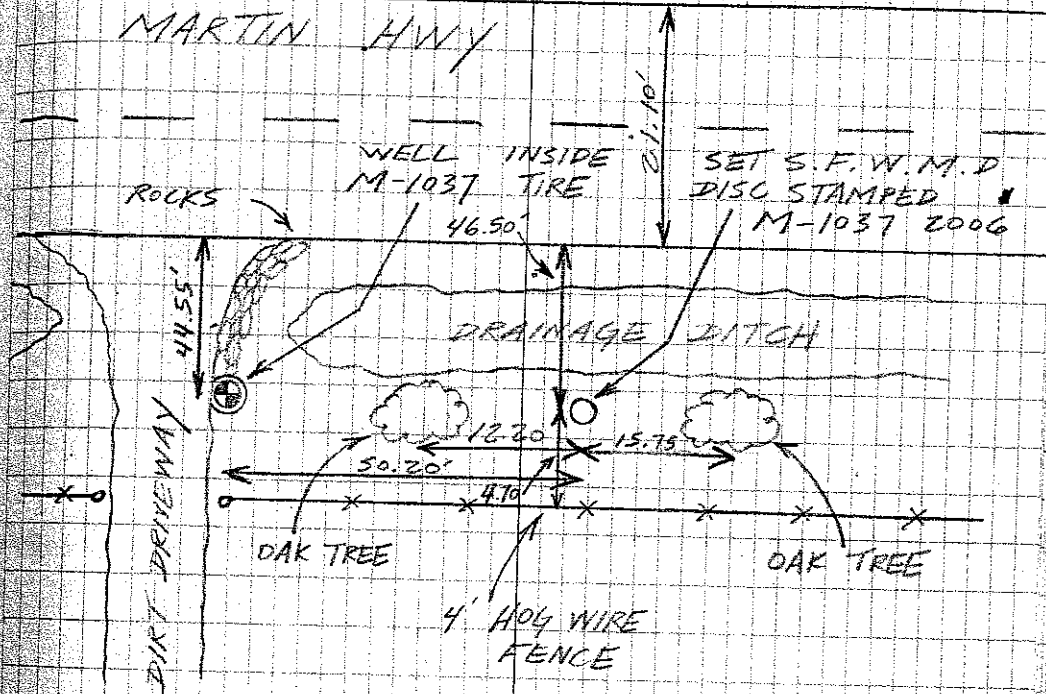 MARTIN HWY
21.10'
WELL INSIDE
M-1037 TIRE
SET S.F.W.M.D
DISC STAMPED
M-1037 2006
ROCKS
46.50'
44.55'
DRAINAGE DITCH
12.20
15.75
50.20'
4.70
DIRT DRIVEWAY
OAK TREE
OAK TREE
4' HOG WIRE
FENCE